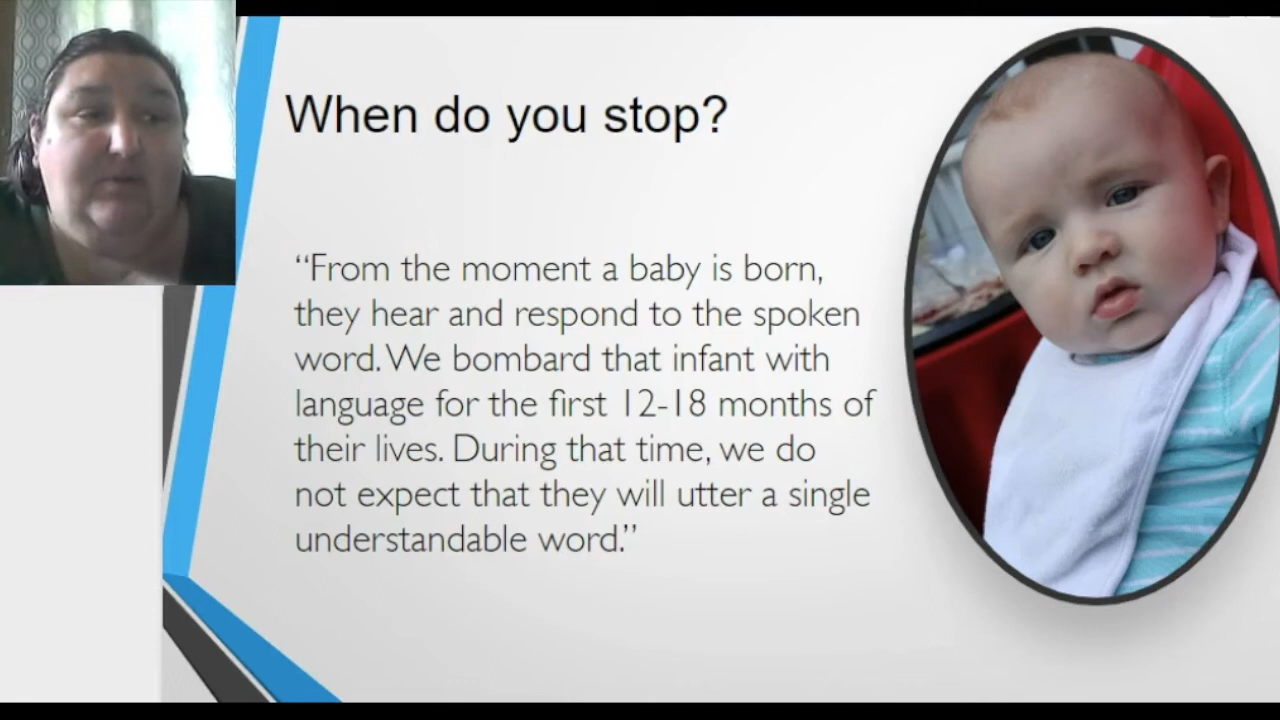 When do you stop?
“From the moment a baby is born,
they hear and respond to the spoken
word. We bombard that infant with
language for the first 12-18 months of
their lives. During that time, we do
not expect that they will utter a single
understandable word.”